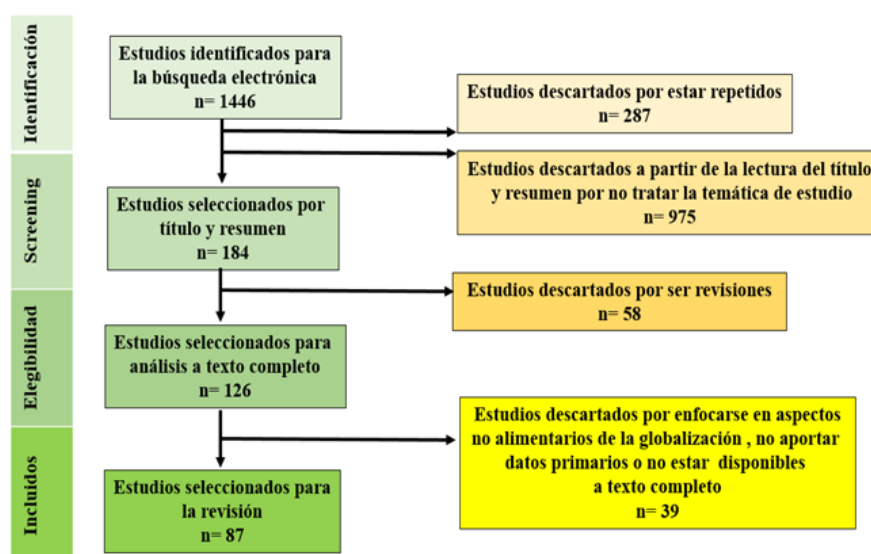 Identificación
Estudios identificados para
la búsqueda electrónica
n= 1446
Estudios descartados por estar repetidos
n= 287
Screening
Estudios descartados a partir de la lectura del título
y resumen por no tratar la temática de estudio
n= 975
Estudios seleccionados por
título y resumen
n= 184
Estudios descartados por ser revisiones
n= 58
Elegibilidad
Estudios seleccionados para
análisis a texto completo
n= 126
Estudios descartados por enfocarse en aspectos
no alimentarios de la globalización , no aportar
datos primarios o no estar disponibles
a texto completo
n= 39
Incluidos
Estudios seleccionados para
la revisión
n= 87